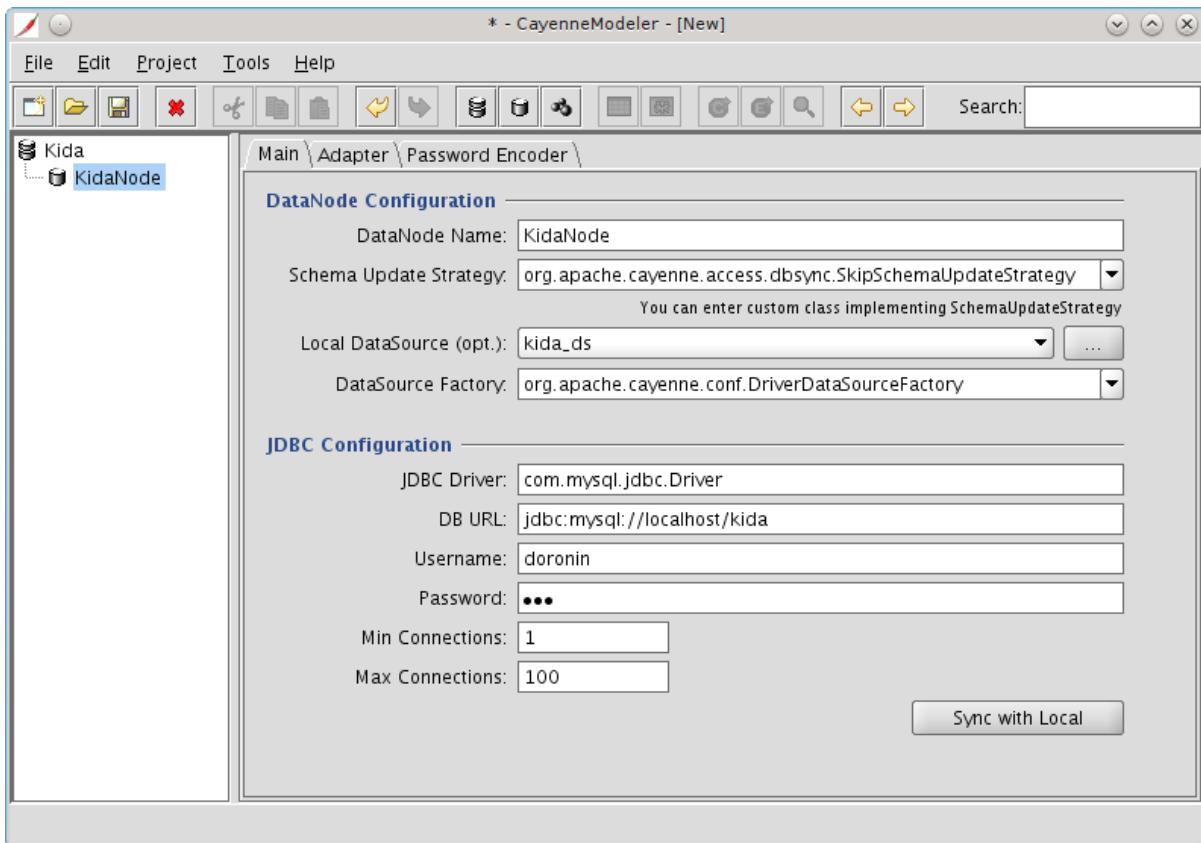 * - CayenneModeler - [New]
File Edit Project Tools Help
Search:
Kida
KidaNode
Main Adapter Password Encoder
DataNode Configuration
DataNode Name: KidaNode
Schema Update Strategy: org.apache.cayenne.access.dbsync.SkipSchemaUpdateStrategy
You can enter custom class implementing SchemaUpdateStrategy
Local DataSource (opt.): kida_ds ...
DataSource Factory: org.apache.cayenne.conf.DriverDataSourceFactory
JDBC Configuration
JDBC Driver: com.mysql.jdbc.Driver
DB URL: jdbc:mysql://localhost/kida
Username: doronin
Password: •••
Min Connections: 1
Max Connections: 100
Sync with Local